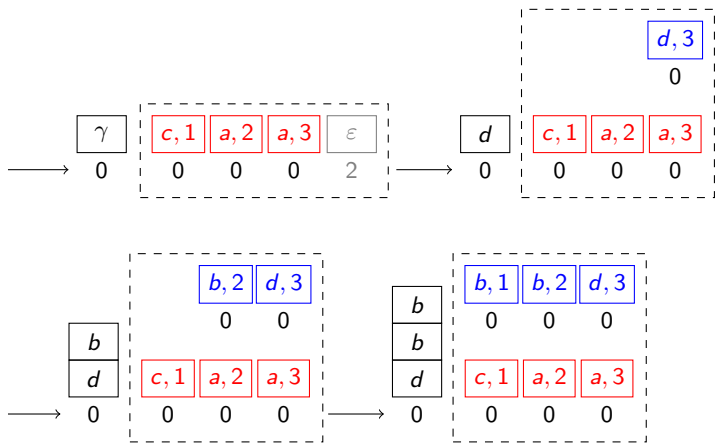 d, 3
0
γ c, 1 a, 2 a, 3 ε d c, 1 a, 2 a, 3
0 0 0 0 2 0 0 0 0
b, 2 d, 3 b, 1 b, 2 d, 3
b
0 0 0 0 0
b b
d c, 1 a, 2 a, 3 d c, 1 a, 2 a, 3
0 0 0 0 0 0 0 0